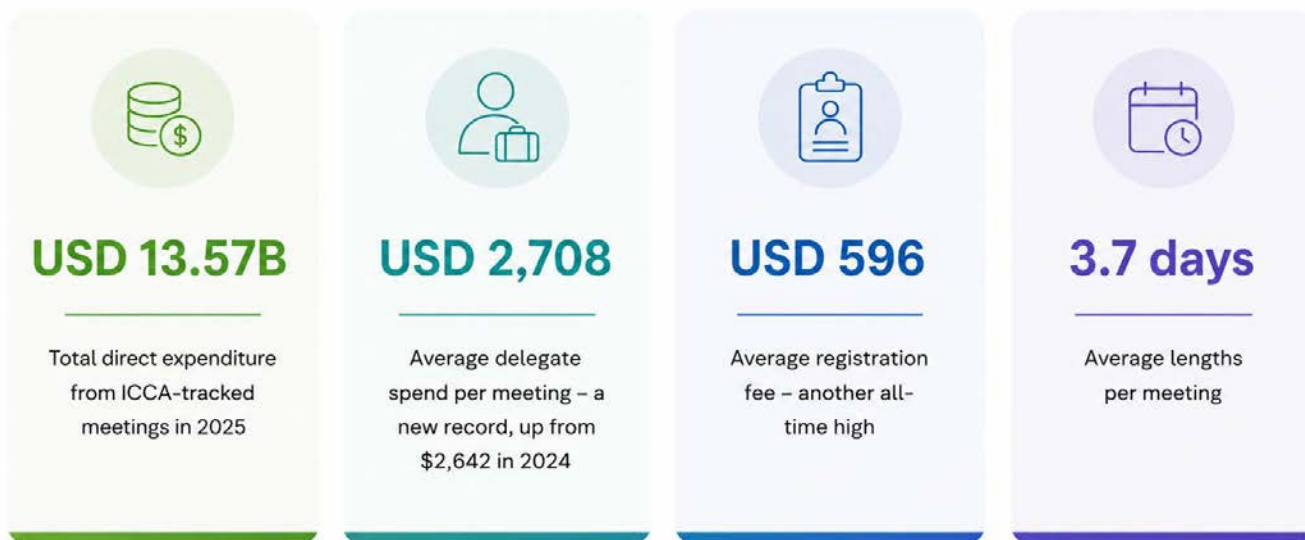 $
USD 13.57B
Total direct expenditure
from ICCA-tracked
meetings in 2025
USD 2,708
Average delegate
spend per meeting – a
new record, up from
$2,642 in 2024
USD 596
Average registration
fee – another all-
time high
3.7 days
Average lengths
per meeting